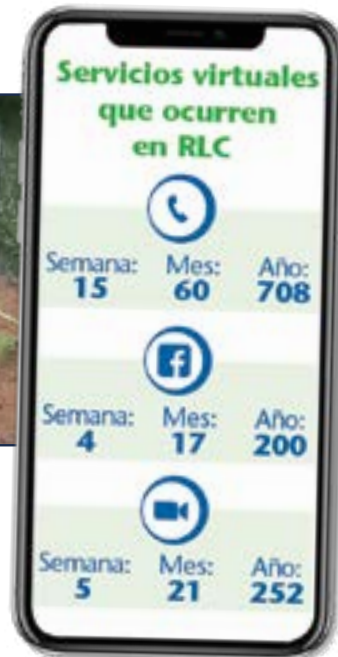 Servicios virtuales
que ocurren
en RLC
Semana: Mes: Año:
15 60 708
Semana: Mes: Año:
4 17 200
Semana: Mes: Año:
5 21 252